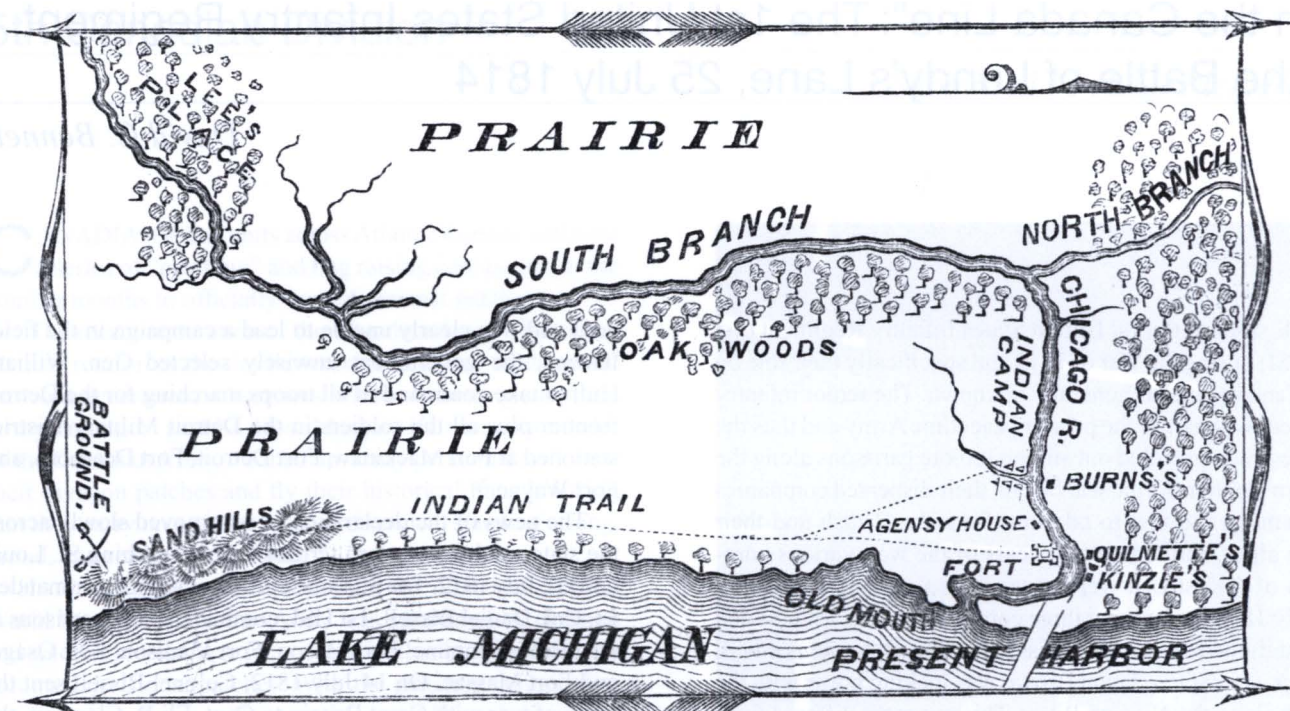 LEE'S
PLACE
PRAIRIE
SOUTH BRANCH
NORTH BRANCH
CHICAGO R.
INDIAN
CAMP
OAK WOODS
BATTLE
GROUND
PRAIRIE
BURNS'S.
SAND HILLS
INDIAN TRAIL
AGENSY HOUSE
QUILMETTE'S
KINZIE'S
FORT
OLD MOUTH
LAKE MICHIGAN
PRESENT HARBOR